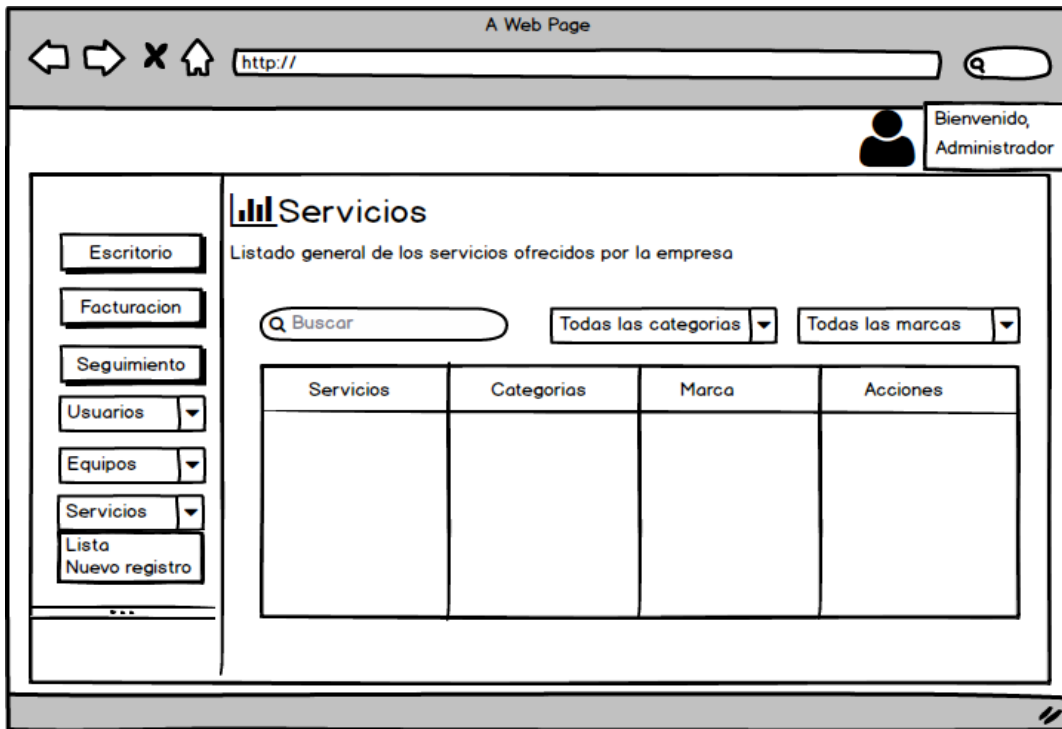 A Web Page
http://
Bienvenido,
Administrador
Servicios
Listado general de los servicios ofrecidos por la empresa
Escritorio
Facturacion
Seguimiento
Usuarios
Equipos
Servicios
Lista
Nuevo registro
Buscar
Todas las categorias
Todas las marcas
Servicios
Categorias
Marca
Acciones